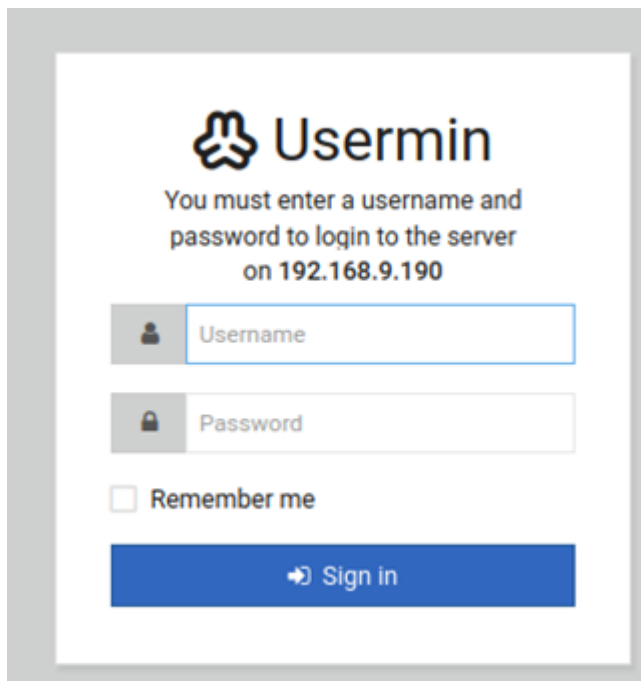 Usermin
You must enter a username and
password to login to the server
on 192.168.9.190
Username
Password
Remember me
Sign in